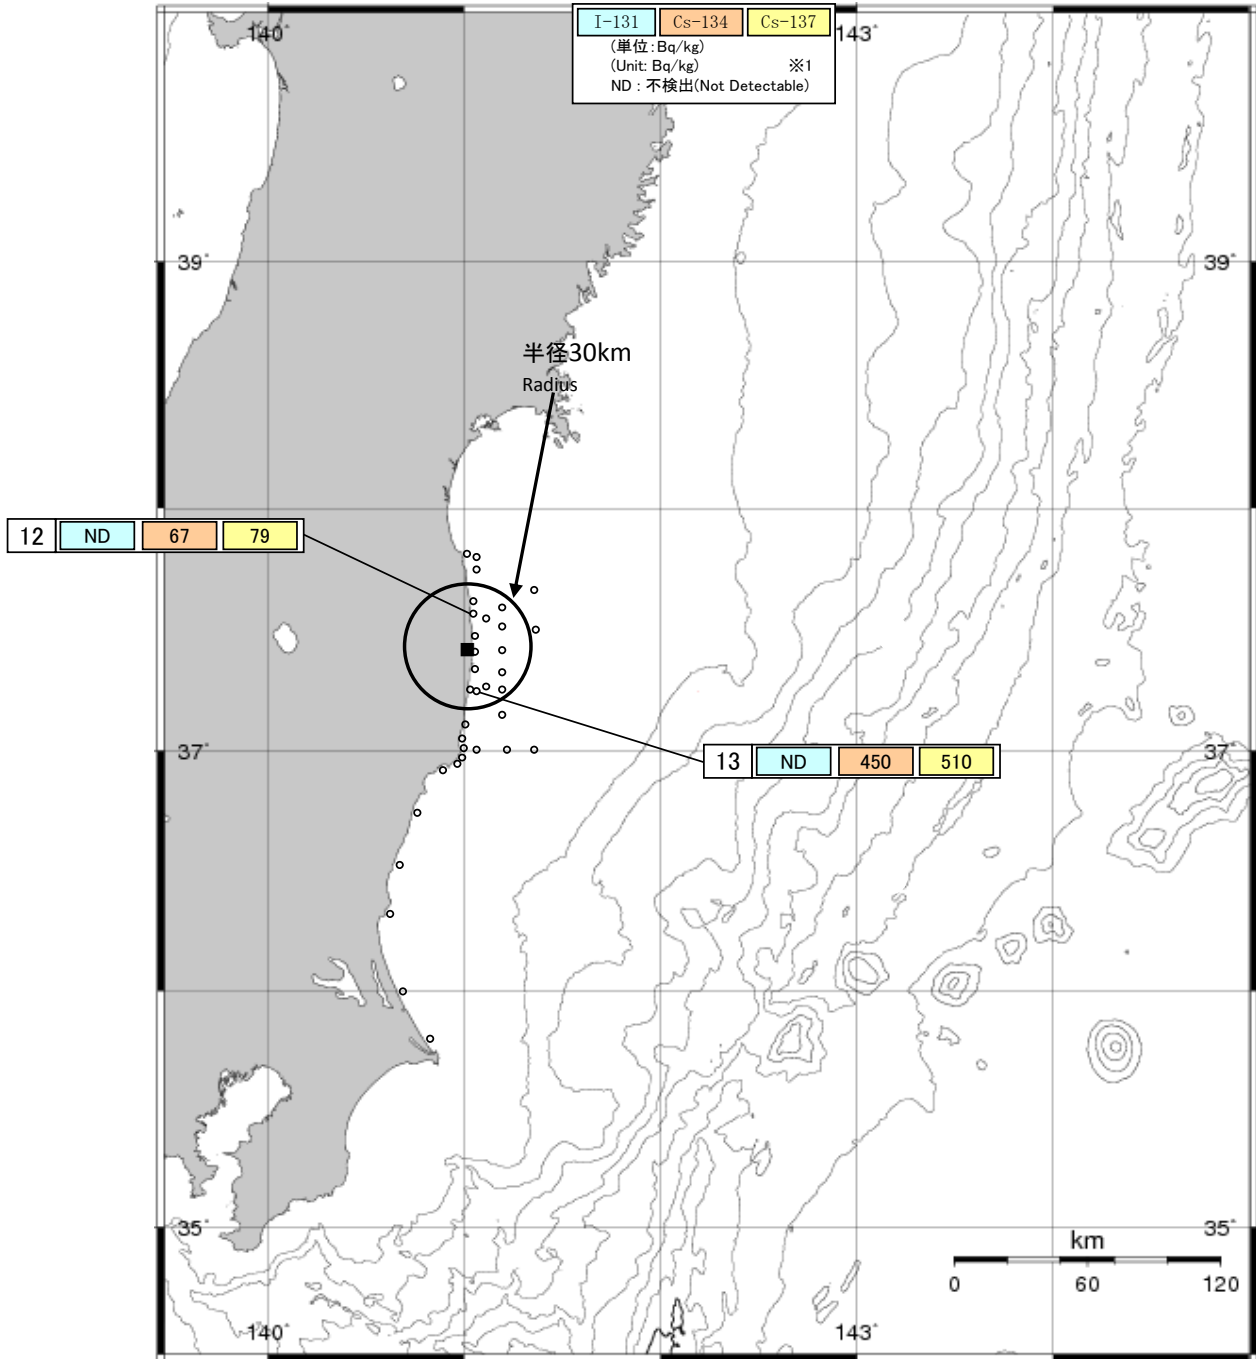 I-131 Cs-134 Cs-137
(単位:Bq/kg)
(Unit: Bq/kg) ※1
ND : 不検出(Not Detectable)
140° 143°
39° 39°
半径30km
Radius
12 ND 67 79
37° 37°
13 ND 450 510
35° 35°
km
0 60 120
140° 143°